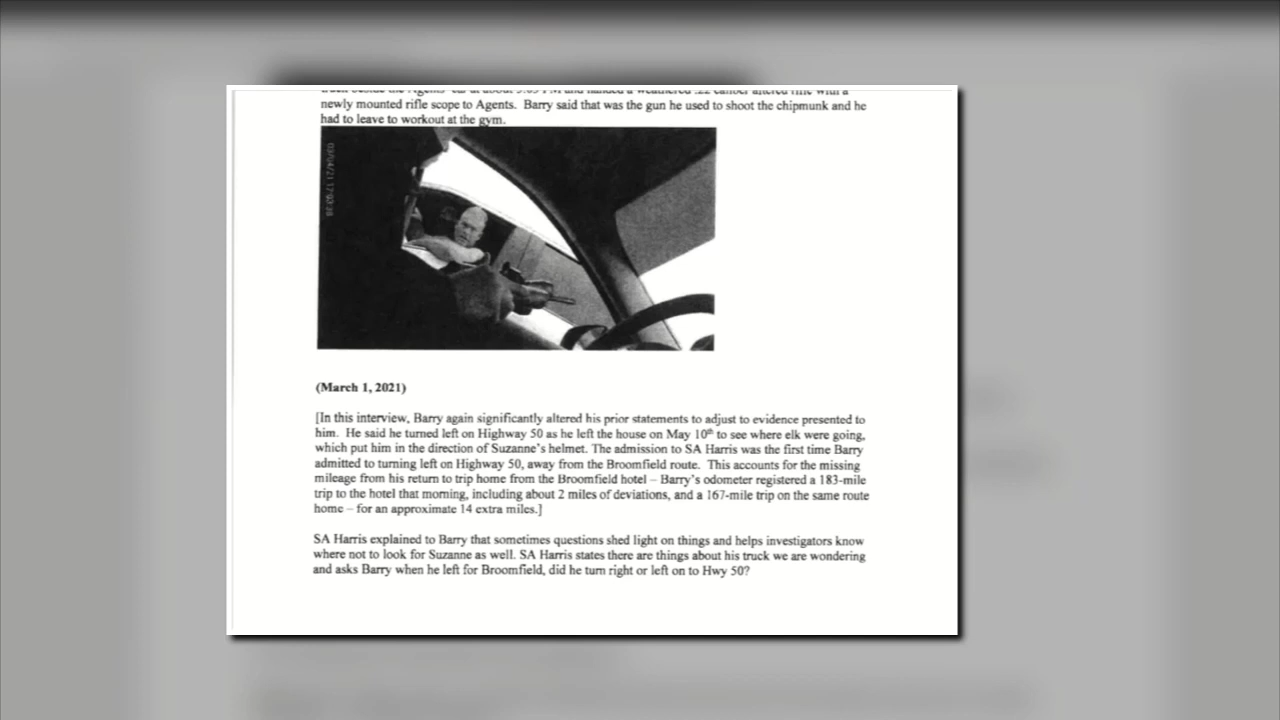 newly mounted rifle scope to Agents. Barry said that was the gun he used to shoot the chipmunk and he
had to leave to workout at the gym.
03/04/21 17:03:28
(March 1, 2021)
[In this interview, Barry again significantly altered his prior statements to adjust to evidence presented to
him. He said he turned left on Highway 50 as he left the house on May 10th to see where elk were going,
which put him in the direction of Suzanne's helmet. The admission to SA Harris was the first time Barry
admitted to turning left on Highway 50, away from the Broomfield route. This accounts for the missing
mileage from his return to trip home from the Broomfield hotel – Barry's odometer registered a 183-mile
trip to the hotel that morning, including about 2 miles of deviations, and a 167-mile trip on the same route
home – for an approximate 14 extra miles.]
SA Harris explained to Barry that sometimes questions shed light on things and helps investigators know
where not to look for Suzanne as well. SA Harris states there are things about his truck we are wondering
and asks Barry when he left for Broomfield, did he turn right or left on to Hwy 50?